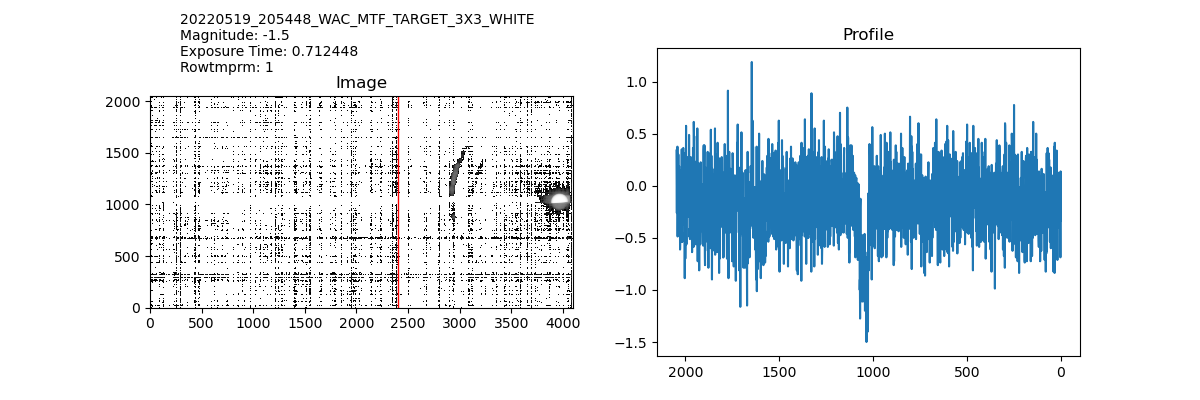 20220519_205448_WAC_MTF_TARGET_3X3_WHITE
Magnitude: -1.5
Exposure Time: 0.712448
Rowtmprm: 1
Image
2000
1500
1000
500
0
0 500 1000 1500 2000 2500 3000 3500 4000
Profile
1.0
0.5
0.0
−0.5
−1.0
−1.5
2000 1500 1000 500 0